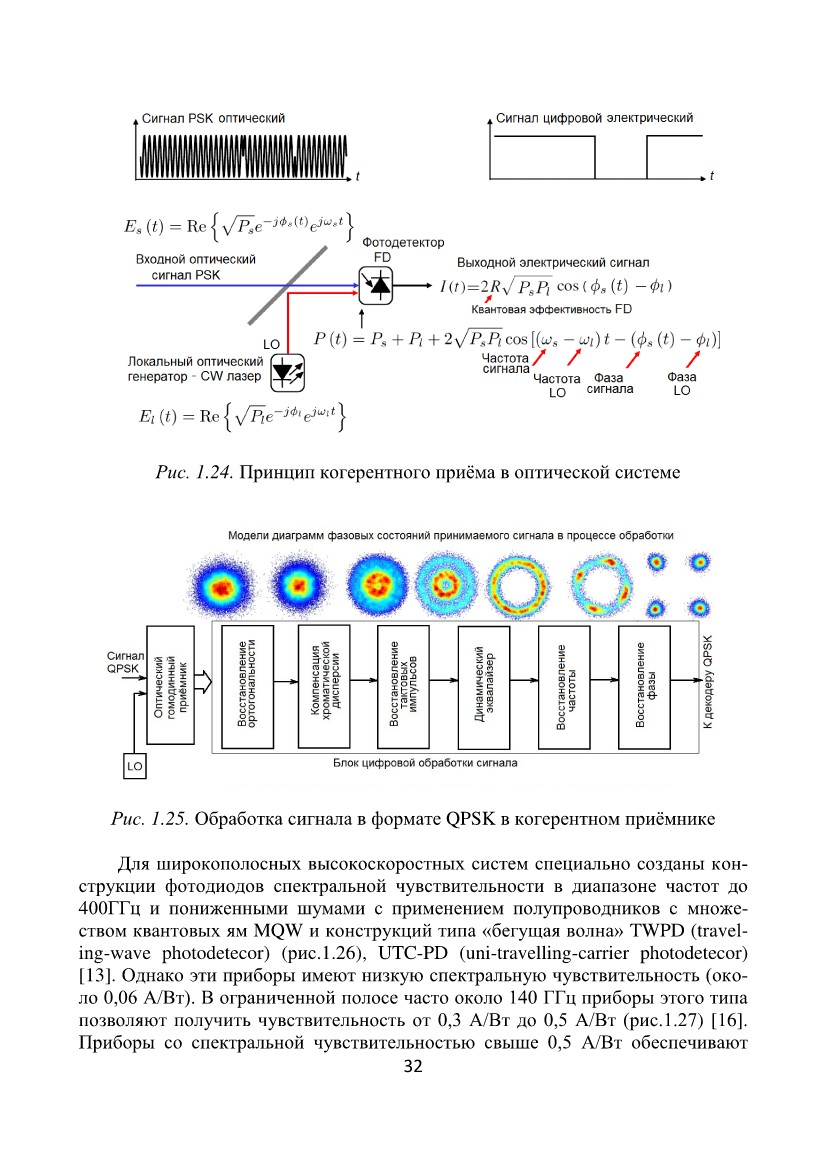 Сигнал PSK оптический
Сигнал цифровой электрический
t
t
E_s (t) = Re { √P_s e^{−jϕ_s(t)} e^{jω_s t} }
Фотодетектор
FD
Входной оптический
сигнал PSK
Выходной электрический сигнал
I(t)=2R√P_sP_l cos (ϕ_s (t) − ϕ_l)
Квантовая эффективность FD
P (t) = P_s + P_l + 2√P_sP_l cos [(ω_s − ω_l) t − (ϕ_s (t) − ϕ_l)]
LO
Локальный оптический
генератор - CW лазер
Частота
сигнала
Частота
LO
Фаза
сигнала
Фаза
LO
E_l (t) = Re { √P_l e^{−jϕ_l} e^{jω_l t} }
Рис. 1.24. Принцип когерентного приёма в оптической системе
Модели диаграмм фазовых состояний принимаемого сигнала в процессе обработки
Сигнал
QPSK
Оптический
гомодинный
приёмник
Восстановление
ортогональности
Компенсация
хроматической
дисперсии
Восстановление
тактовых
импульсов
Динамический
эквалайзер
Восстановление
частоты
Восстановление
фазы
К декодеру QPSK
LO
Блок цифровой обработки сигнала
Рис. 1.25. Обработка сигнала в формате QPSK в когерентном приёмнике
Для широкополосных высокоскоростных систем специально созданы кон-
струкции фотодиодов спектральной чувствительности в диапазоне частот до
400ГГц и пониженными шумами с применением полупроводников с множе-
ством квантовых ям MQW и конструкций типа «бегущая волна» TWPD (travel-
ing-wave photodetecor) (рис.1.26), UTC-PD (uni-travelling-carrier photodetecor)
[13]. Однако эти приборы имеют низкую спектральную чувствительность (око-
ло 0,06 А/Вт). В ограниченной полосе часто около 140 ГГц приборы этого типа
позволяют получить чувствительность от 0,3 А/Вт до 0,5 А/Вт (рис.1.27) [16].
Приборы со спектральной чувствительностью свыше 0,5 А/Вт обеспечивают
32